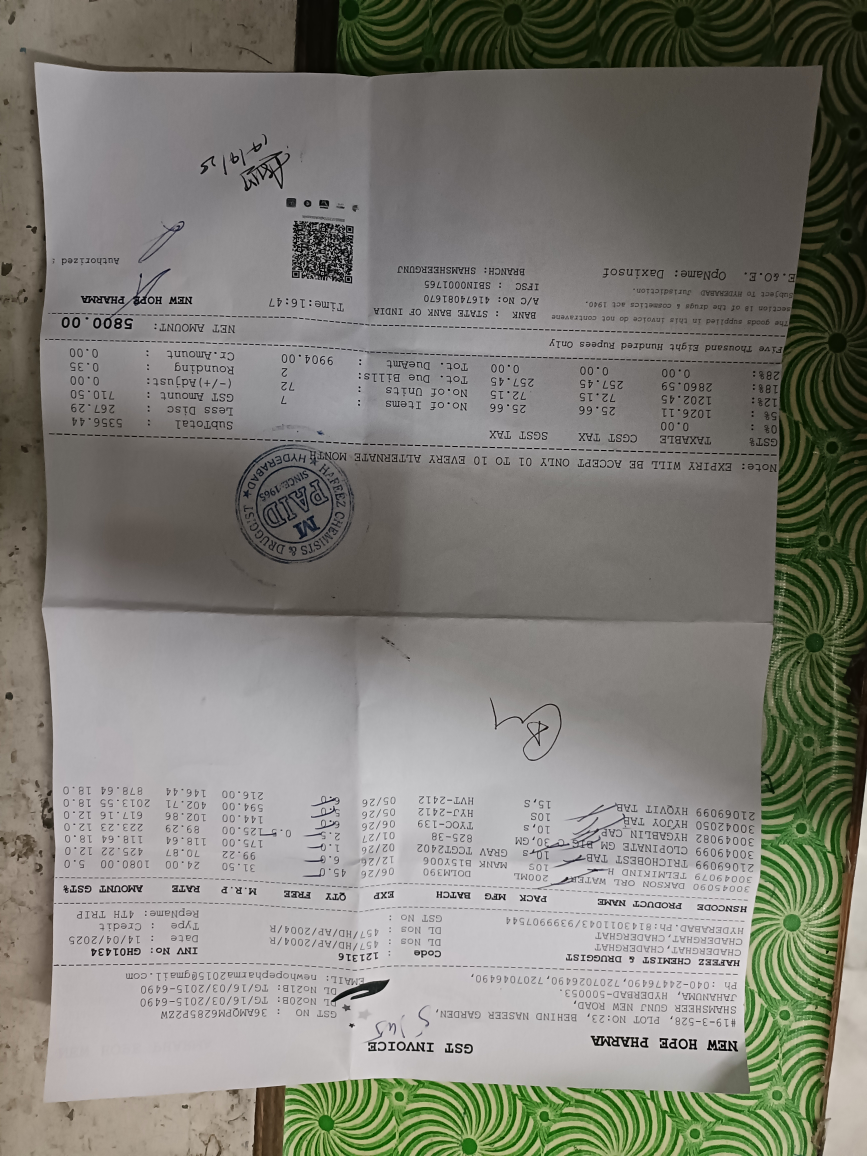 NEW HOPE PHARMA
GST INVOICE
#19-3-528, PLOT NO:23, BEHIND NASEER GARDEN,
SHAMSHEER GUNJ NEW ROAD,
JAHANUMA, HYDERBAD-500053.
Ph :040-24474490,7207026490,7207047 6490,
GST NO : 36AAQPM6285P2ZW
DL No20B: TG/16/03/2015-6490
DL No21B: TG/16/03/2015-6490
EMAIL: newhopepharma2015@gmail.com
HAFEEZ CHEMIST & DRUGGIST
CHADERGHAT,CHADERGHAT
CHADERGHAT,CHADERGHAT
HYDERABAD.Ph:8143011043/9399907544
Code : 121316
DL Nos : 457/HD/AP/2004/R
DL Nos : 457/HD/AP/2004/R
GST No :
INV No: GH01434
Date : 14/04/2025
Type : Credit
RepName: 4TH TRIP
HSNCODE PRODUCT NAME PACK MFG BATCH EXP QTY FREE M.R.P RATE AMOUNT GST%
30045090 DAKSON ORL WATER 200ML DOLM390 06/26 45.0 31.50 24.00 1080.00 5.0
30049079 TELMIKIND H 10S MANK B15Y006 12/26 6.0 99.22 70.87 425.22 12.0
21069099 TRICHOSERT TAB 10,s GRAV TGCT2402 02/26 1.0 175.00 118.64 118.64 18.0
30049099 CLOPINATE GM BIG C 30,GM 825-38 01/27 2.5 0.5 125.00 89.29 223.23 12.0
30049082 HYGABLIN CAP 10,s TYOC-139 06/26 6.0 144.00 102.86 617.16 12.0
30042050 HYJOY TAB 10S HYJ-2412 06/26 5.0 594.00 402.71 2013.55 18.0
21069099 HYQVIT TAB 15,S HVT-2412 05/26 6.0 216.00 146.44 878.64 18.0
HAFEEZ CHEMISTS & DRUGGIST
★ HYDERABAD ★
M
PAID
SINCE:1965
Note: EXPIRY WILL BE ACCEPT ONLY 01 TO 10 EVERY ALTERNATE MONTH
GST% TAXABLE CGST TAX SGST TAX
0%: 0.00
5%: 1026.11 25.66 25.66
12%: 1202.45 72.15 72.15
18%: 2860.59 257.45 257.45
28%: 0.00 0.00 0.00
No.of Items : 7
No.of Units : 72
Tot. Due Bills: 2
Tot. DueAmt : 9904.00
SubTotal : 5356.44
Less Disc : 267.29
GST Amount : 710.50
(-/+)Adjust: 0.00
Rounding : 0.35
Cr.Amount : 0.00
Five Thousand Eight Hundred Rupees Only
NET AMOUNT: 5800.00
The goods supplied in this invoice do not contravene
section 18 of the drugs & cosmetics act 1940.
Subject To HYDERABAD Jurisdiction.
E.&O.E. OpName: Daxinsof
BANK : STATE BANK OF INDIA
A/C No: 41674081670
IFSC : SBIN0001765
BRANCH: SHAMSHEERGUNJ
Time:16:47
NEW HOPE PHARMA
Authorized :